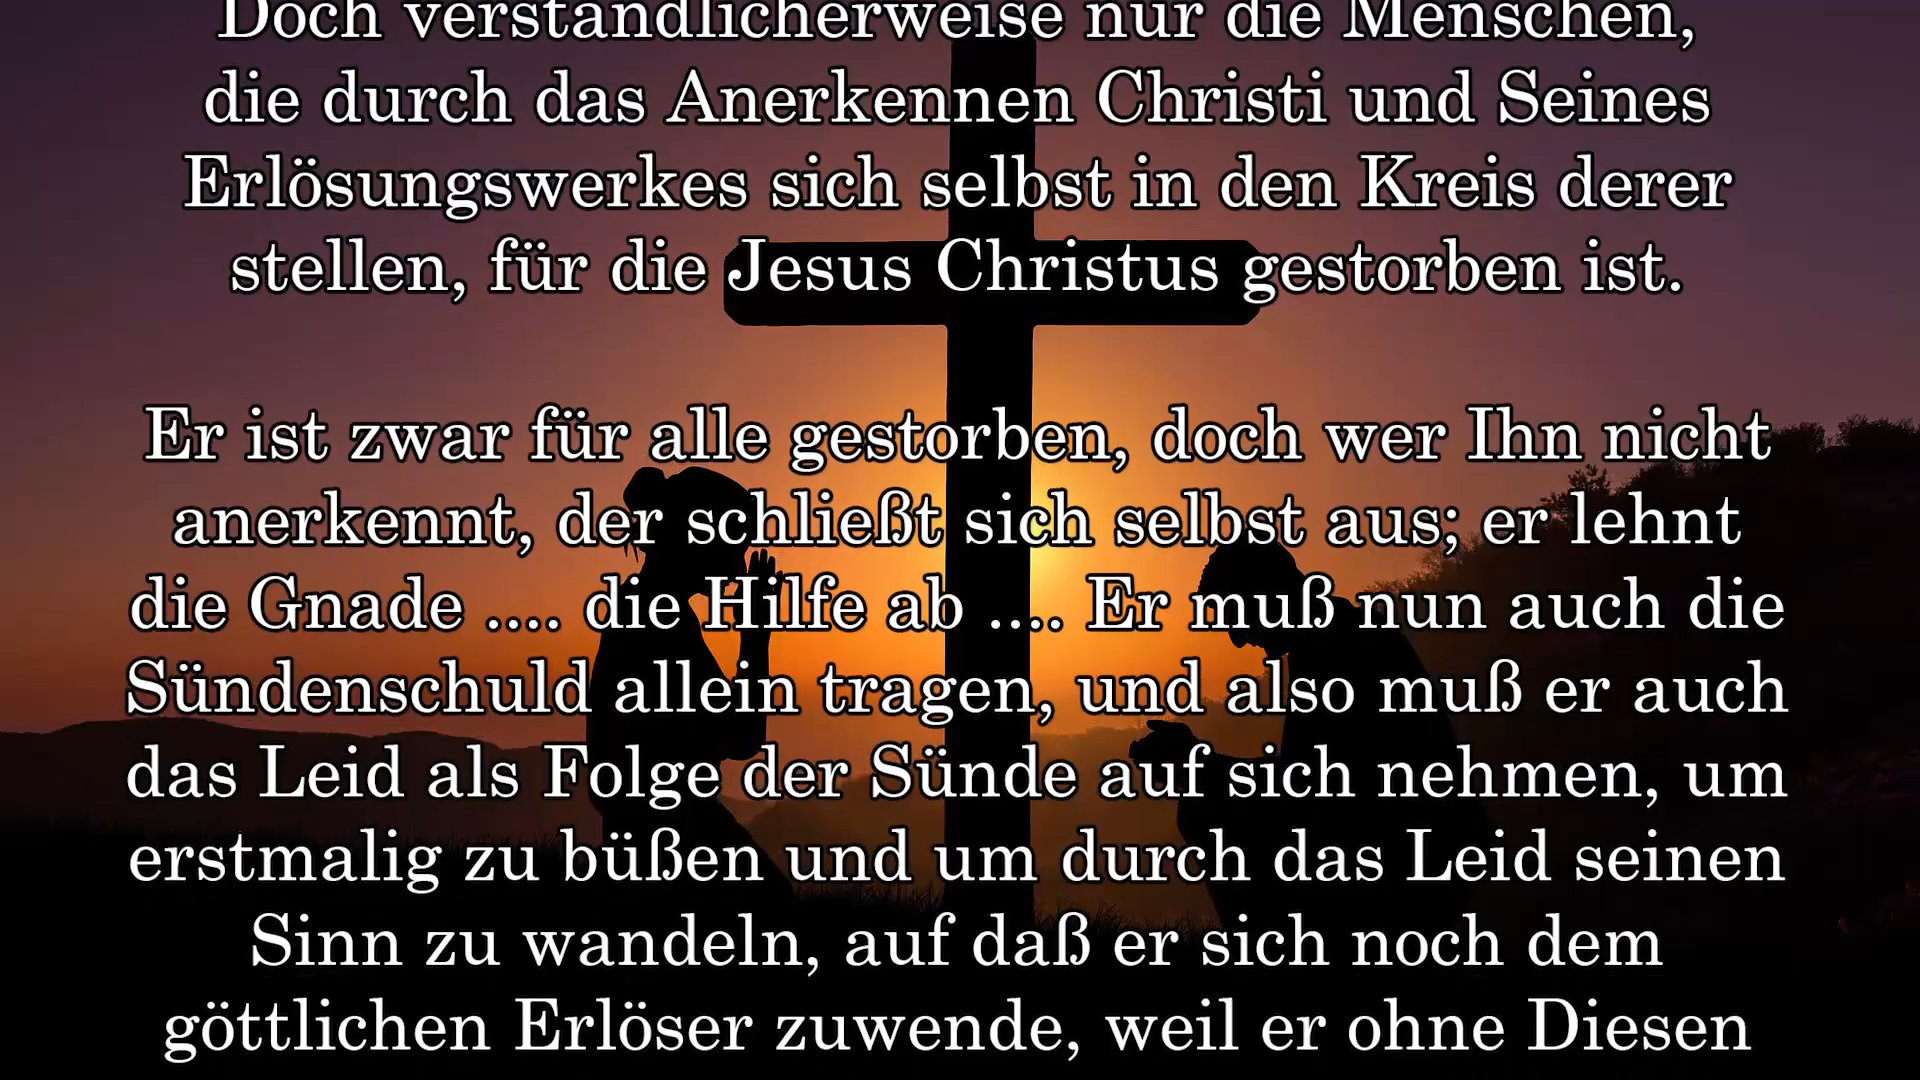 Doch verständlicherweise nur die Menschen,
die durch das Anerkennen Christi und Seines
Erlösungswerkes sich selbst in den Kreis derer
stellen, für die Jesus Christus gestorben ist.
Er ist zwar für alle gestorben, doch wer Ihn nicht
anerkennt, der schließt sich selbst aus; er lehnt
die Gnade .... die Hilfe ab .... Er muß nun auch die
Sündenschuld allein tragen, und also muß er auch
das Leid als Folge der Sünde auf sich nehmen, um
erstmalig zu büßen und um durch das Leid seinen
Sinn zu wandeln, auf daß er sich noch dem
göttlichen Erlöser zuwende, weil er ohne Diesen